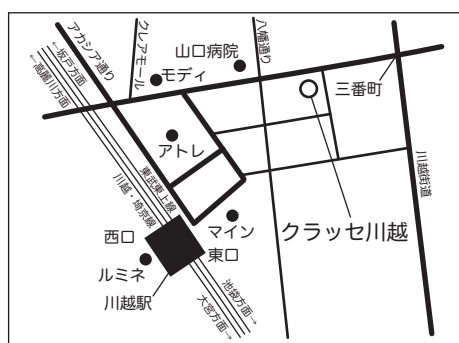 アカシア通り
クレアモール
八幡通り
山口病院
モディ
←坂戸方面
←高麗川方面
三番町
アトレ
川越街道
東武東上線
川越・埼京線
クラッセ川越
マイン
西口
東口
ルミネ
川越駅
池袋方面→
大宮方面→